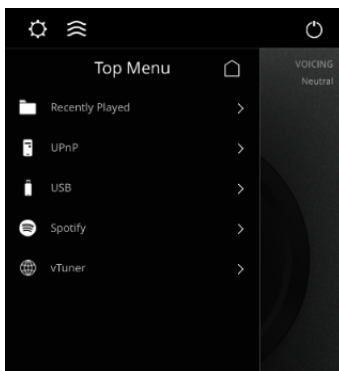 Top Menu
VOICING
Neutral
Recently Played
UPnP
USB
Spotify
vTuner